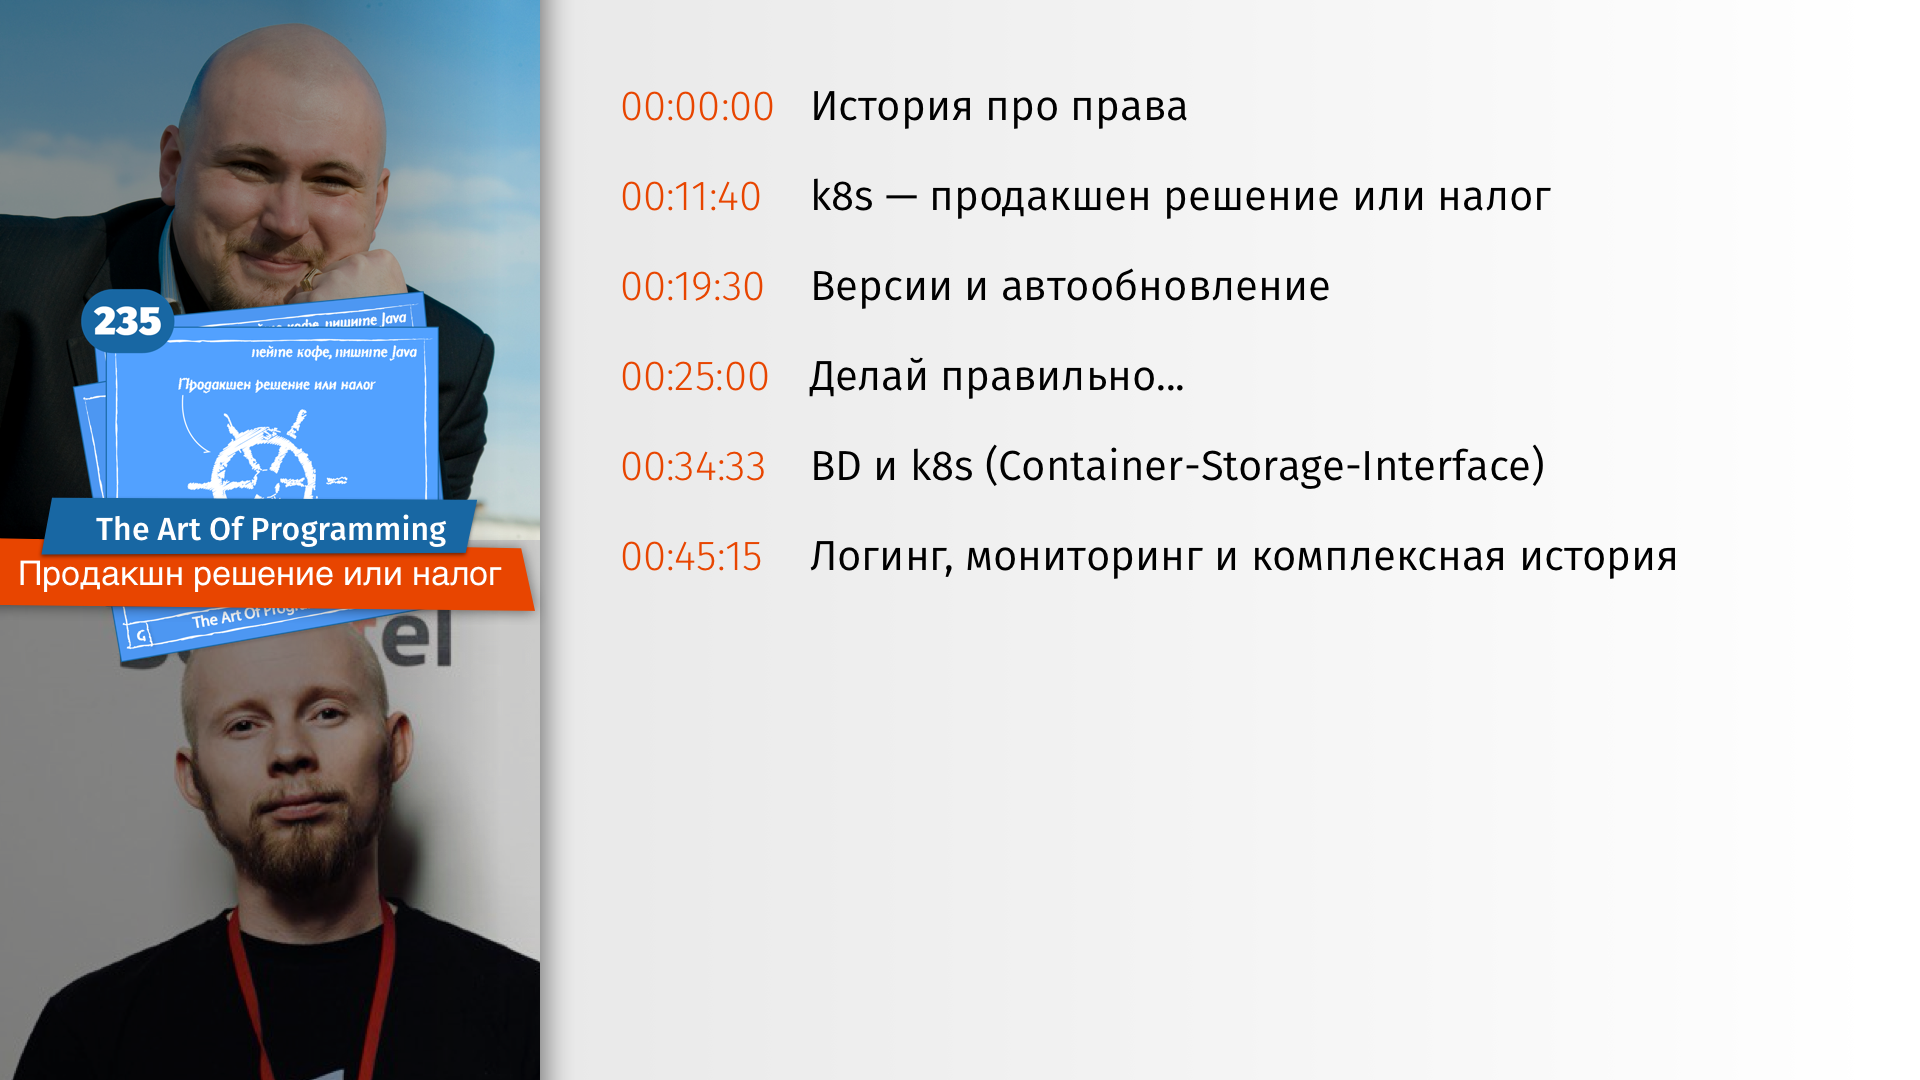 235
пейте кофе, пишите Java
пейте кофе, пишите Java
Продакшен решение или налог
The Art Of Programming
Продакшн решение или налог
The Art Of
G
el
00:00:00 История про права
00:11:40 k8s — продакшен решение или налог
00:19:30 Версии и автообновление
00:25:00 Делай правильно...
00:34:33 BD и k8s (Container-Storage-Interface)
00:45:15 Логинг, мониторинг и комплексная история